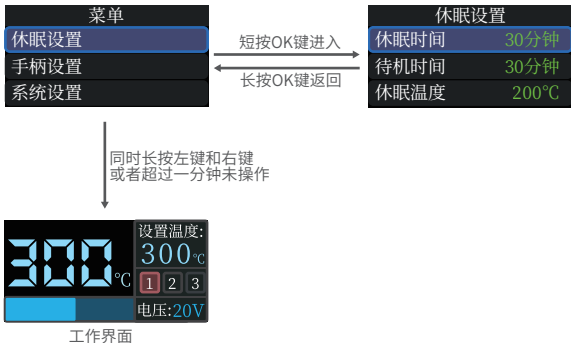 菜单
休眠设置
手柄设置
系统设置
短按OK键进入
长按OK键返回
休眠设置
休眠时间 30分钟
待机时间 30分钟
休眠温度 200℃
同时长按左键和右键
或者超过一分钟未操作
300℃
设置温度:
300℃
1 2 3
电压:20V
工作界面